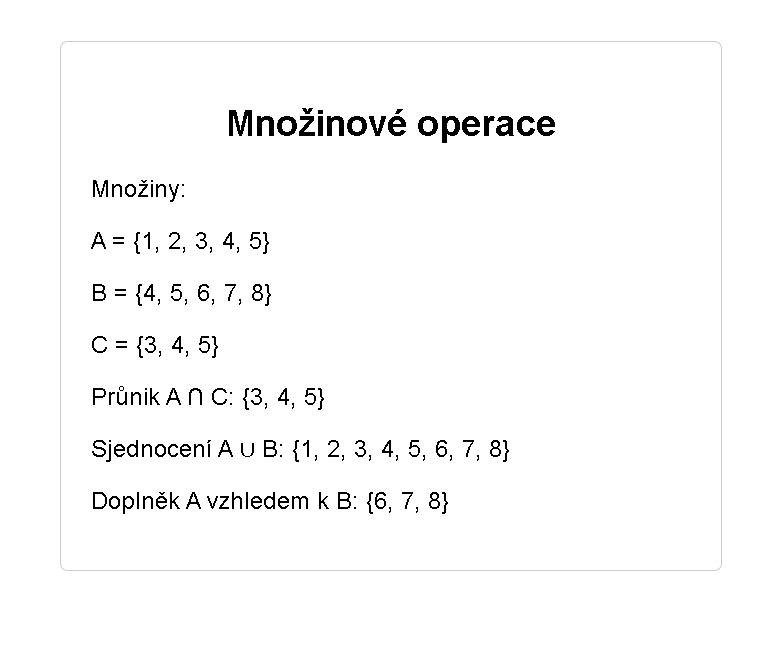 Množinové operace
Množiny:
A = {1, 2, 3, 4, 5}
B = {4, 5, 6, 7, 8}
C = {3, 4, 5}
Průnik A ∩ C: {3, 4, 5}
Sjednocení A ∪ B: {1, 2, 3, 4, 5, 6, 7, 8}
Doplněk A vzhledem k B: {6, 7, 8}